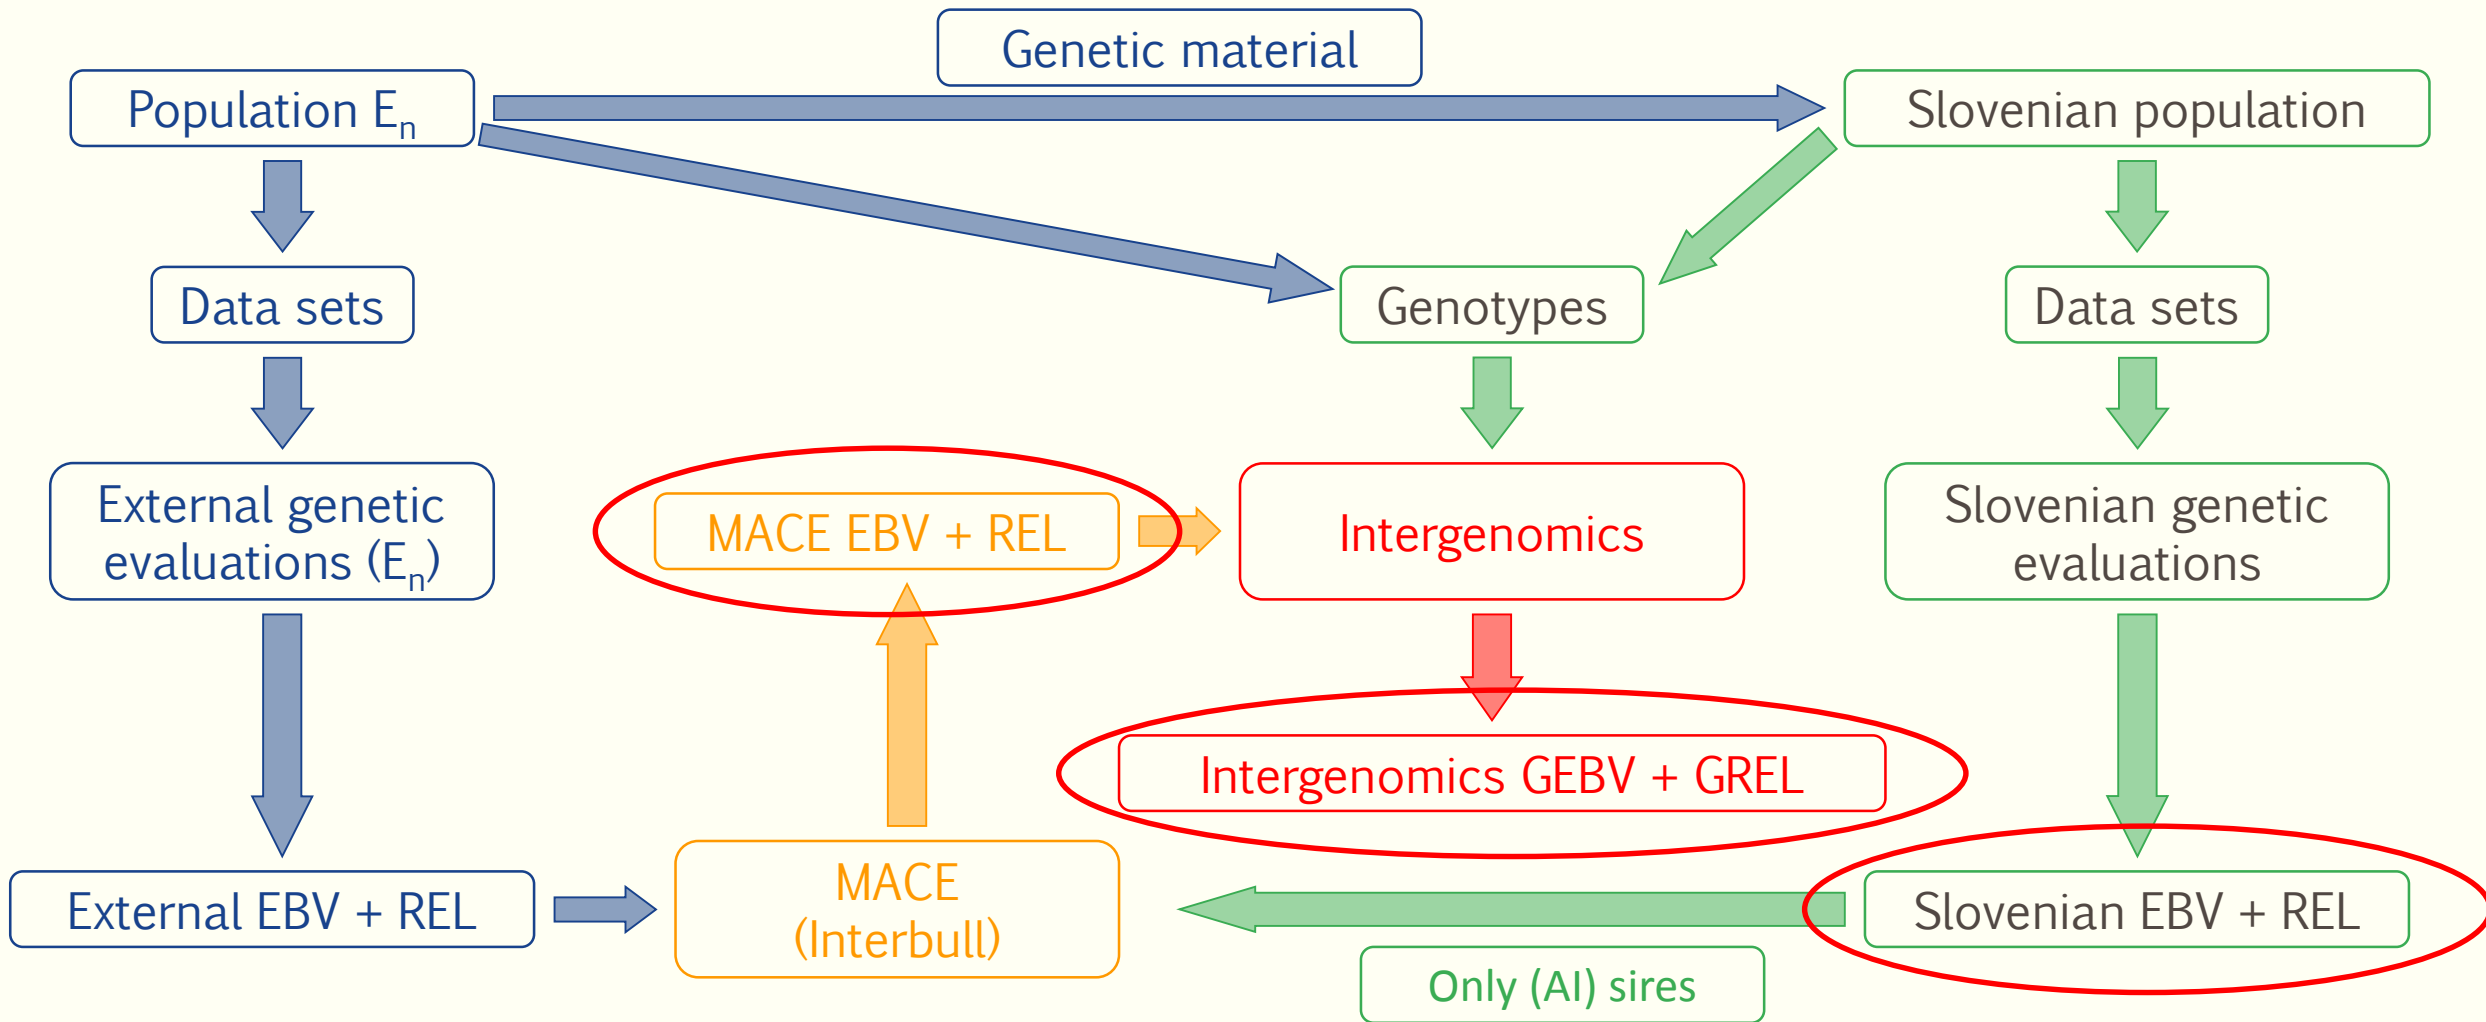 Genetic material
Population En
Slovenian population
Data sets
Genotypes
Data sets
External genetic
evaluations (En)
MACE EBV + REL
Intergenomics
Slovenian genetic
evaluations
Intergenomics GEBV + GREL
External EBV + REL
MACE
(Interbull)
Slovenian EBV + REL
Only (AI) sires